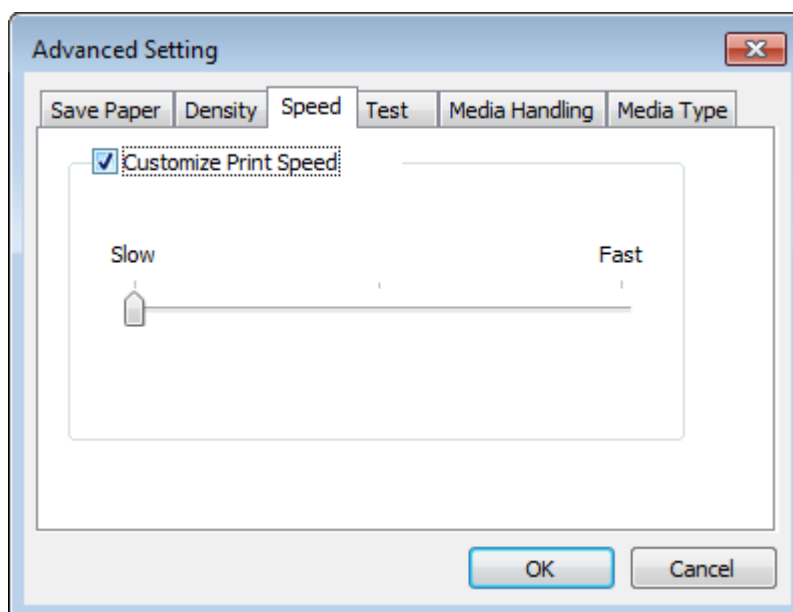 Advanced Setting
Save Paper Density Speed Test Media Handling Media Type
Customize Print Speed
Slow Fast
OK Cancel